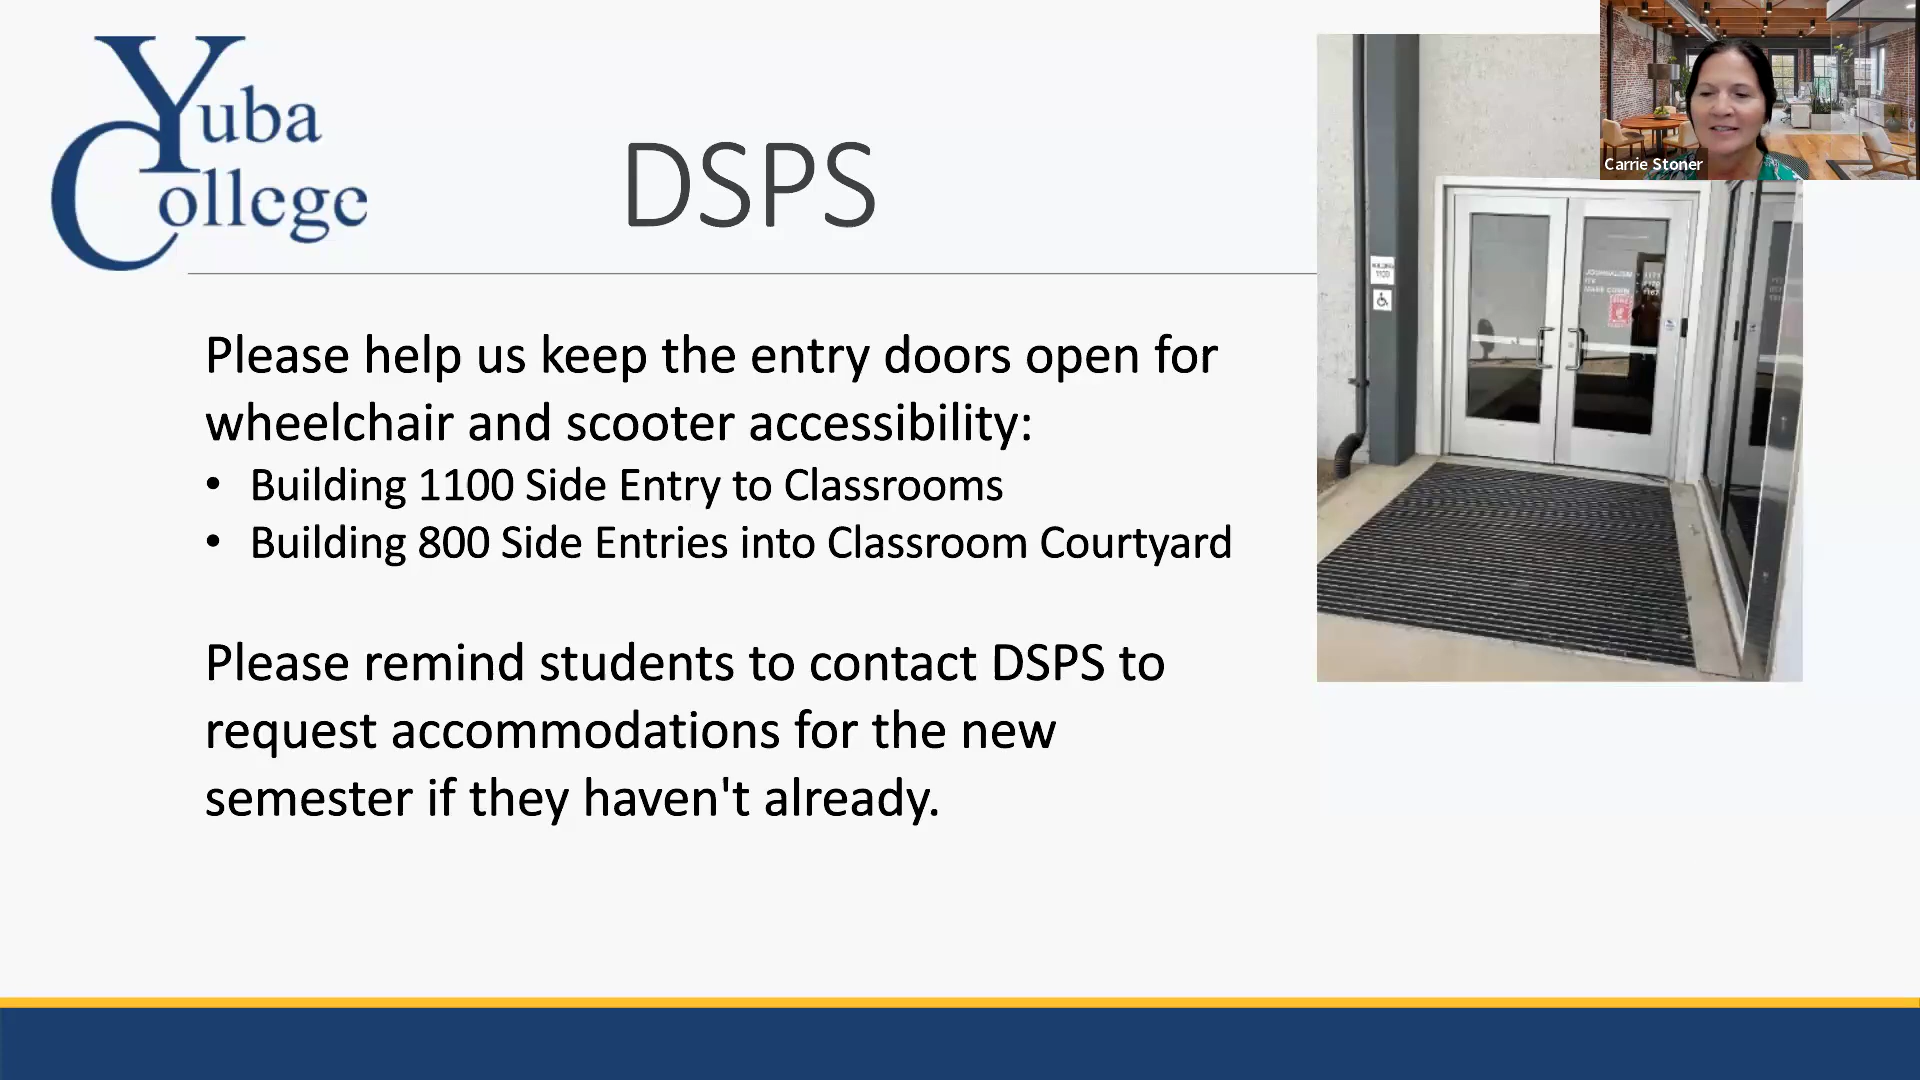 Yuba
College
DSPS
Carrie Stoner
BUILDING
1100
Please help us keep the entry doors open for
wheelchair and scooter accessibility:
• Building 1100 Side Entry to Classrooms
• Building 800 Side Entries into Classroom Courtyard
Please remind students to contact DSPS to
request accommodations for the new
semester if they haven't already.